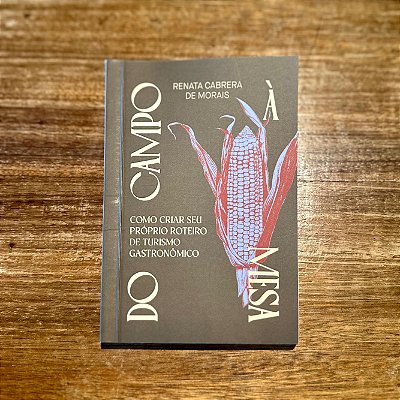 RENATA CABRERA
DE MORAIS
DO CAMPO
À MESA
COMO CRIAR SEU
PRÓPRIO ROTEIRO
DE TURISMO
GASTRONÔMICO